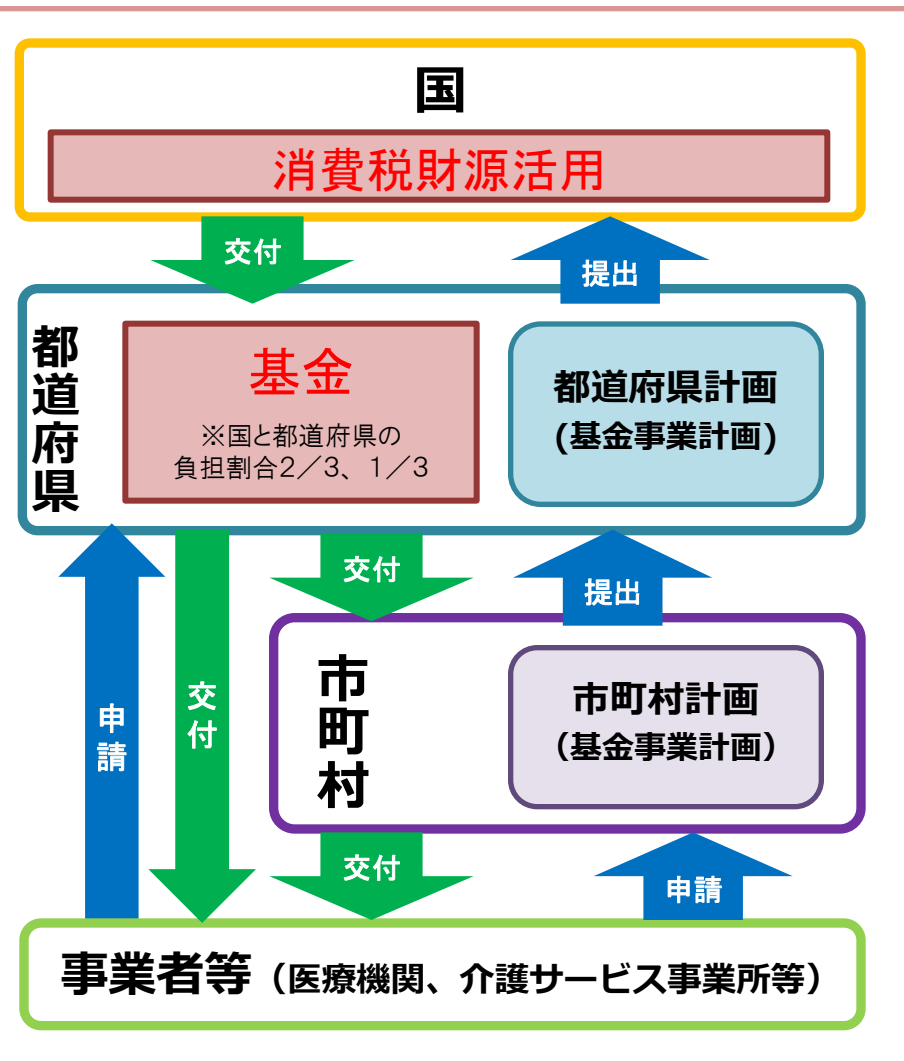 国
消費税財源活用
交付
提出
都道府県
基金
※国と都道府県の
負担割合2／3、1／3
都道府県計画
(基金事業計画)
交付
提出
申請
交付
市町村
市町村計画
（基金事業計画）
交付
申請
事業者等（医療機関、介護サービス事業所等）